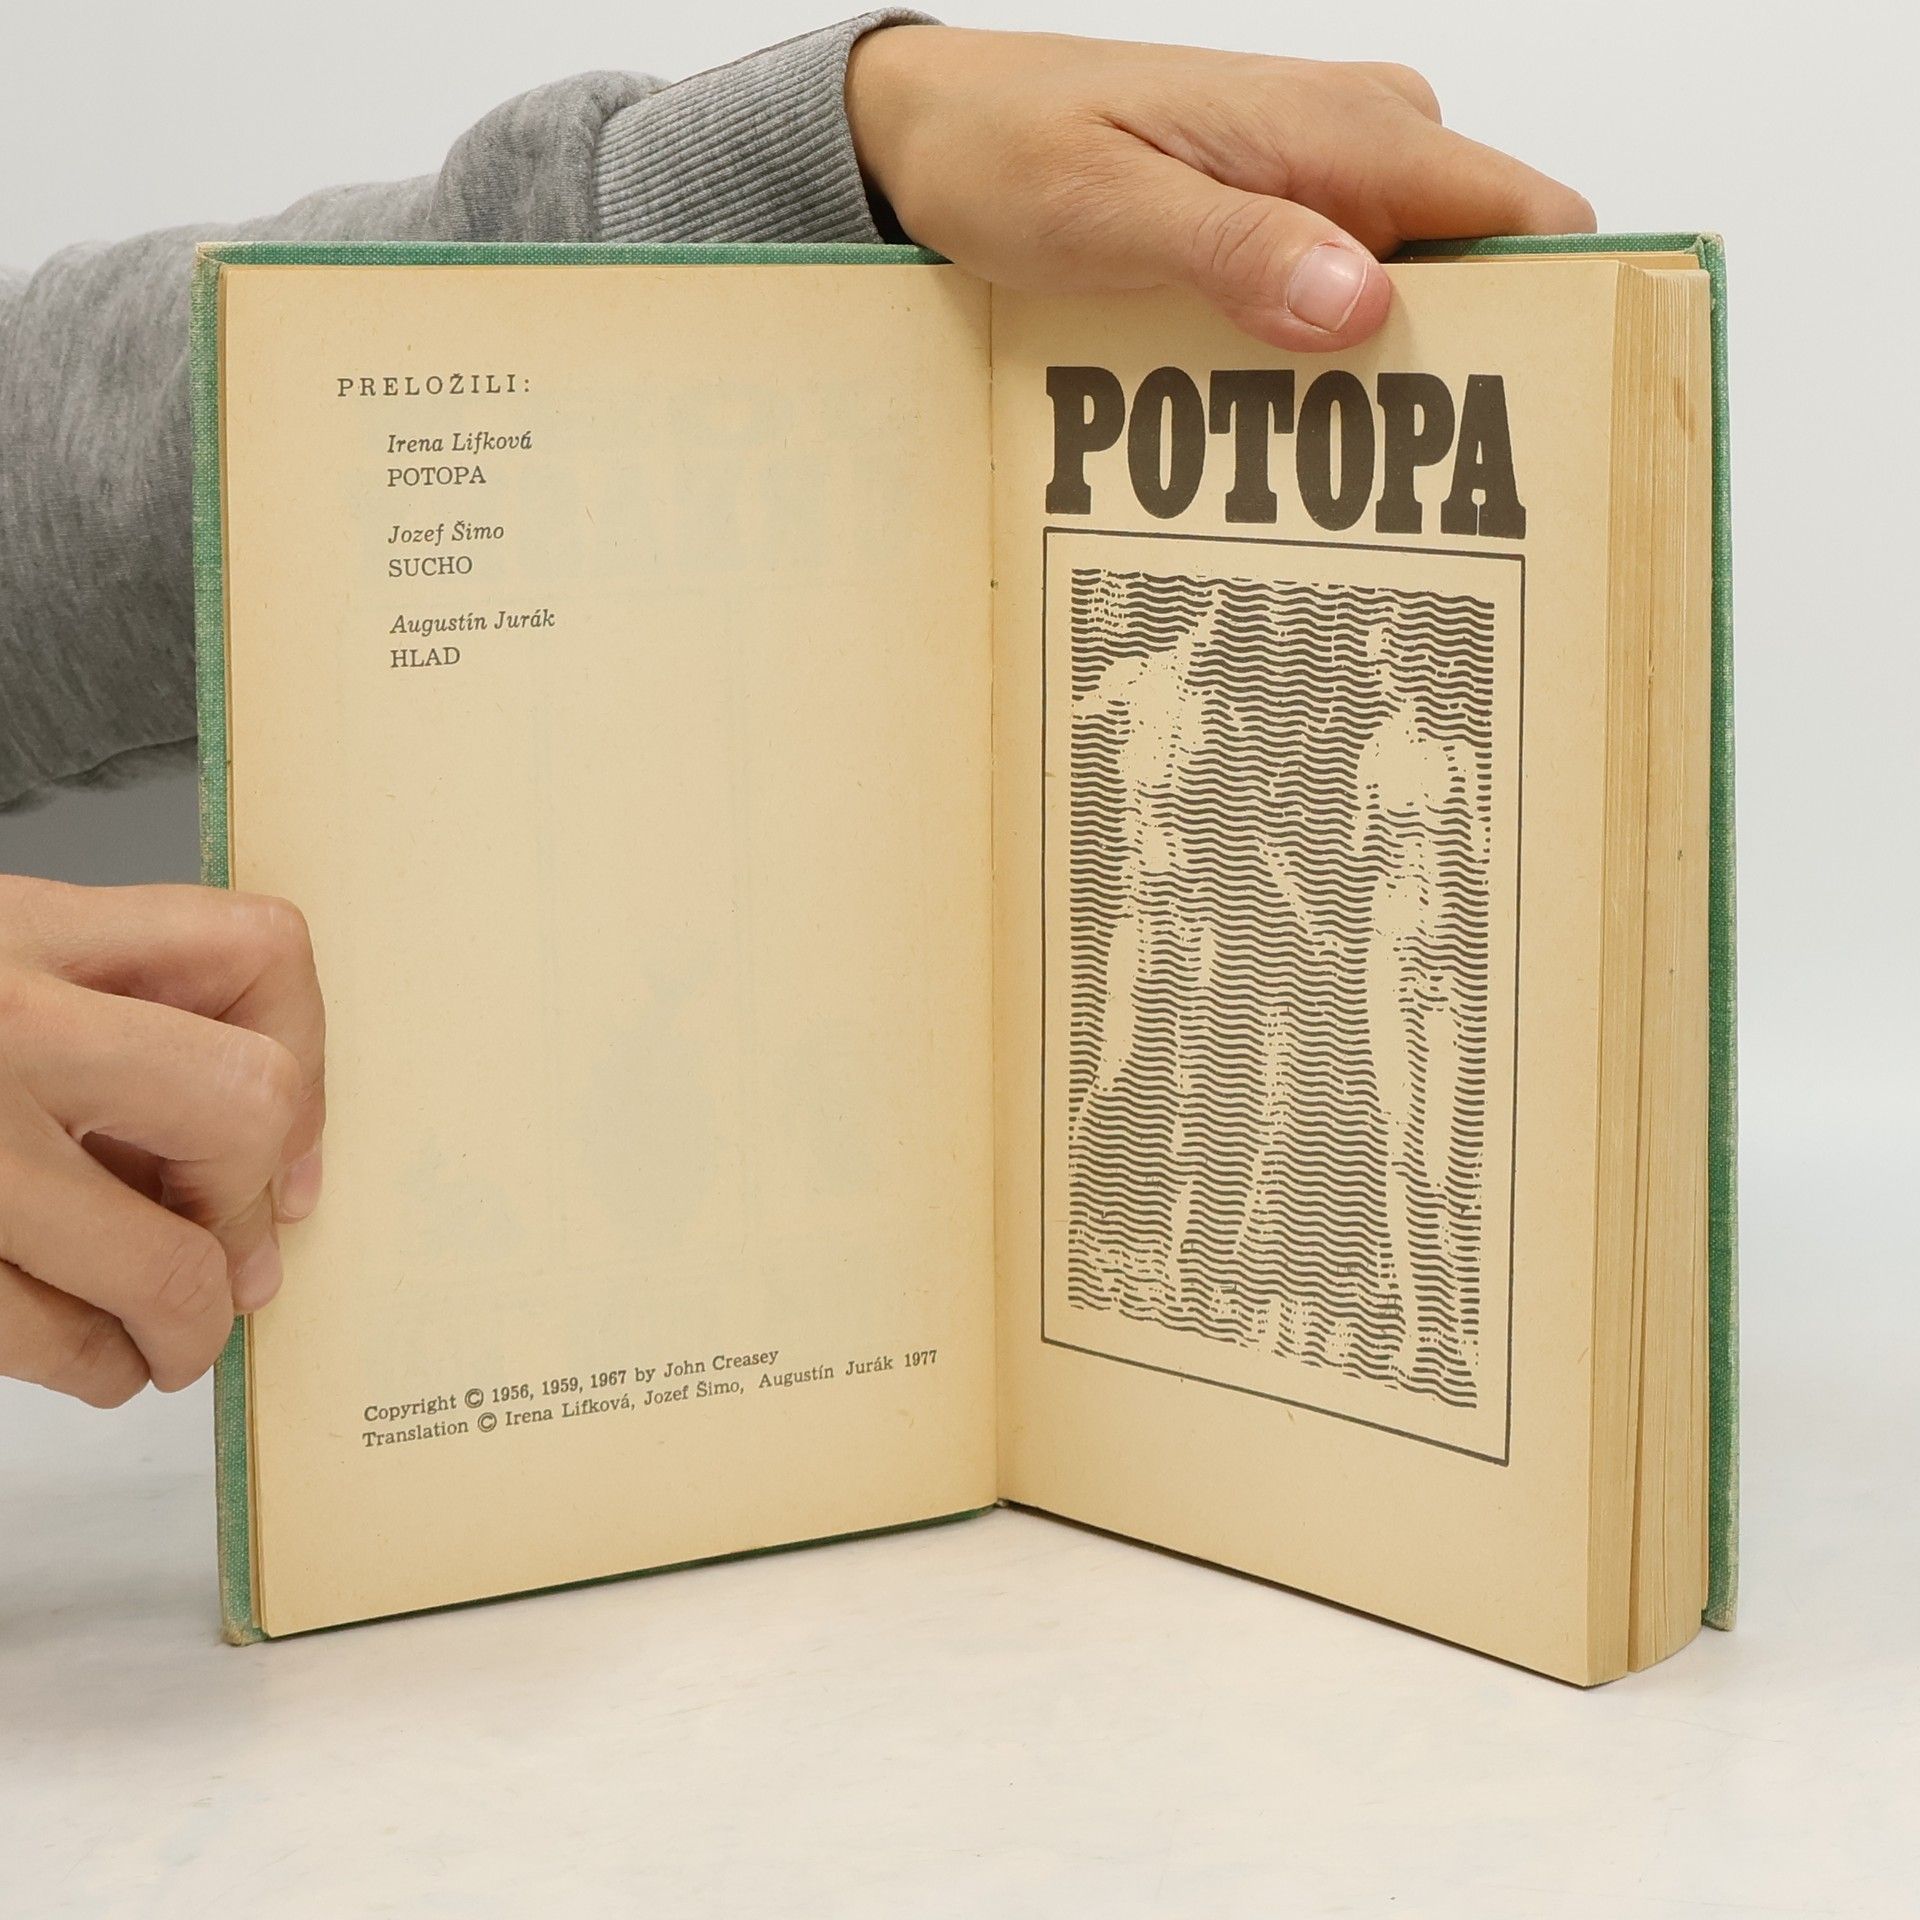 PRELOŽILI:
Irena Lifková
POTOPA
Jozef Šimo
SUCHO
Augustín Jurák
HLAD
Copyright © 1956, 1959, 1967 by John Creasey
Translation © Irena Lifková, Jozef Šimo, Augustín Jurák 1977
POTOPA